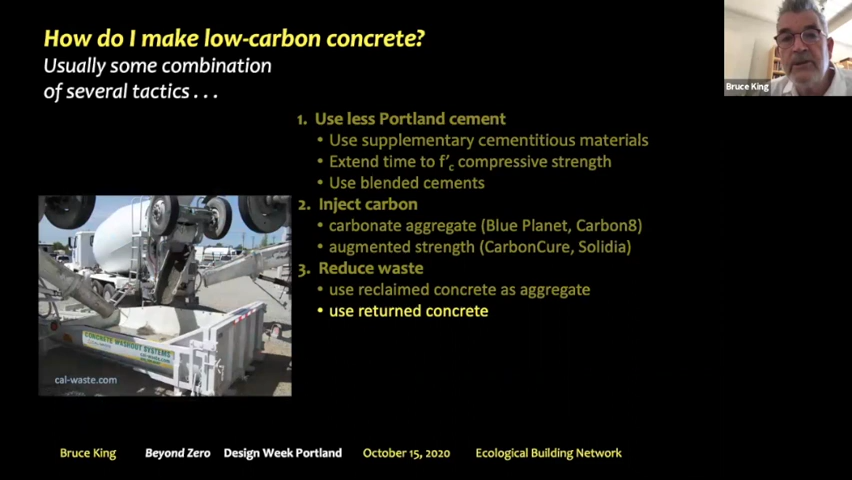 How do I make low-carbon concrete?
Usually some combination
of several tactics . . .
Bruce King
1. Use less Portland cement
• Use supplementary cementitious materials
• Extend time to f'c compressive strength
• Use blended cements
2. Inject carbon
• carbonate aggregate (Blue Planet, Carbon8)
• augmented strength (CarbonCure, Solidia)
3. Reduce waste
• use reclaimed concrete as aggregate
• use returned concrete
CONCRETE WASHOUT SYSTEMS
cal-waste.com
Bruce King Beyond Zero Design Week Portland October 15, 2020 Ecological Building Network